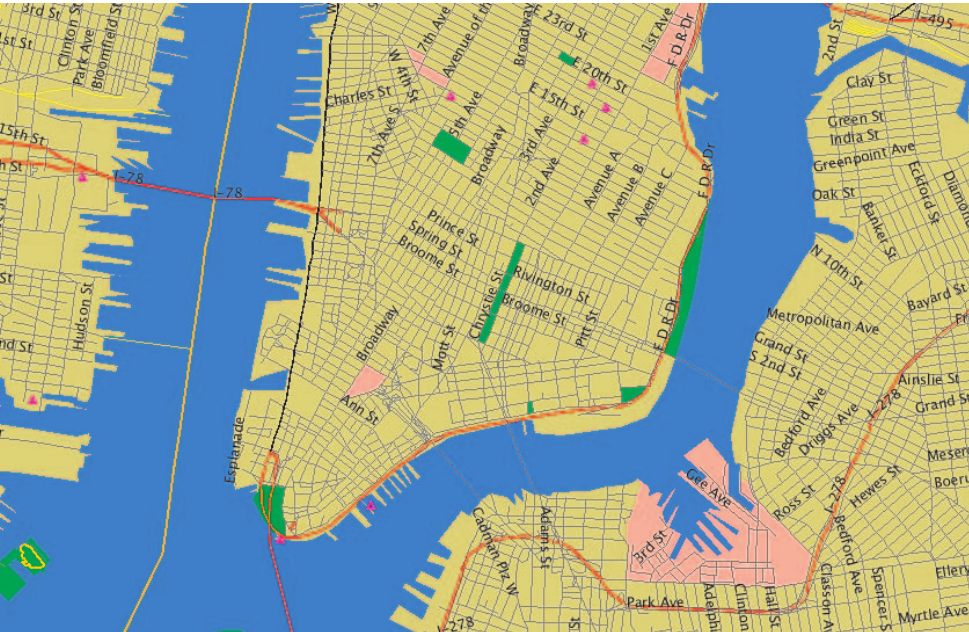 3rd St
1st St
Clinton St
Park Ave
Bloomfield St
W
7th Ave
Avenue of the
Broadway
E 23rd St
1st Ave
F D R Dr
2nd St
I-495
W 4th St
Charles St
7th Ave S
5th Ave
E 20th St
E 15th St
Clay St
Green St
India St
Greenpoint Ave
15th St
I-78
I-78
Broadway
3rd Ave
2nd Ave
Avenue A
Avenue B
Avenue C
F D R Dr
Oak St
Eckford St
Diamond
Banker St
Prince St
Spring St
Broome St
N 10th St
Rivington St
Broome St
Chrystie St
Pitt St
F D R Dr
Hudson St
nd St
Broadway
Mott St
Ann St
Metropolitan Ave
Bayard St
Grand St
S 2nd St
Ainslie St
Grand St
I-278
Bedford Ave
Driggs Ave
Esplanade
Meser
Boeru
Gee Ave
Ross St
Hewes St
I-278
3rd St
Cadman Plz W
Adams St
Bedford Ave
Park Ave
Adelphi
Clinton
Hall St
Classon A
Spencer S
Ellery
Myrtle Ave
I-278
St